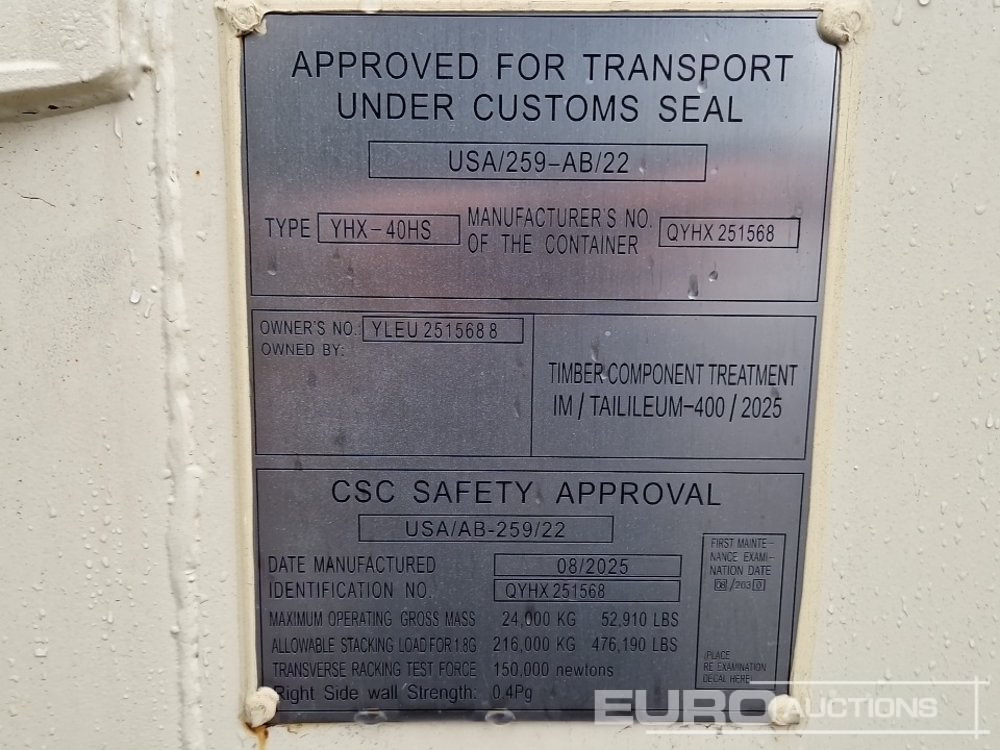 APPROVED FOR TRANSPORT
UNDER CUSTOMS SEAL
USA/259-AB/22
TYPE YHX-40HS MANUFACTURER'S NO. OF THE CONTAINER QYHX 251568
OWNER'S NO.: YLEU 251568 8
OWNED BY:
TIMBER COMPONENT TREATMENT
IM/TAILILEUM-400/2025
CSC SAFETY APPROVAL
USA/AB-259/22
DATE MANUFACTURED 08/2025
IDENTIFICATION NO. QYHX 251568
MAXIMUM OPERATING GROSS MASS 24,000 KG 52,910 LBS
ALLOWABLE STACKING LOAD FOR 1.8G 216,000 KG 476,190 LBS
TRANSVERSE RACKING TEST FORCE 150,000 newtons
Right Side wall Strength: 0.4Pg
FIRST MAINTE-
NANCE EXAMI-
NATION DATE
08/2030
(PLACE
RE EXAMINATION
DECAL HERE)
EURO AUCTIONS